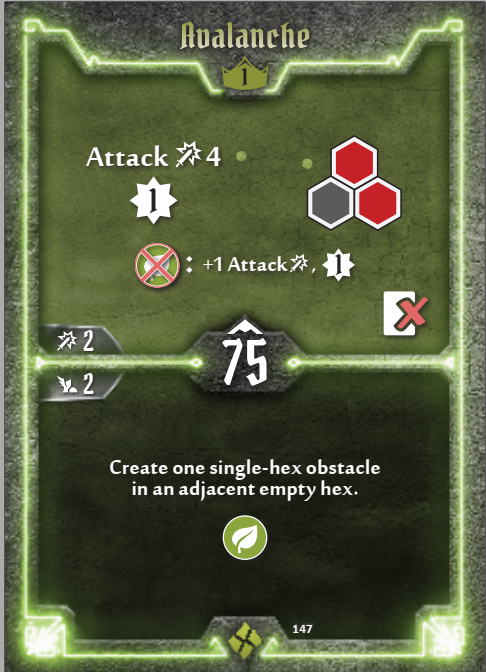 Avalanche
1
Attack 4
1
: +1 Attack , 1
2
75
2
Create one single-hex obstacle
in an adjacent empty hex.
147